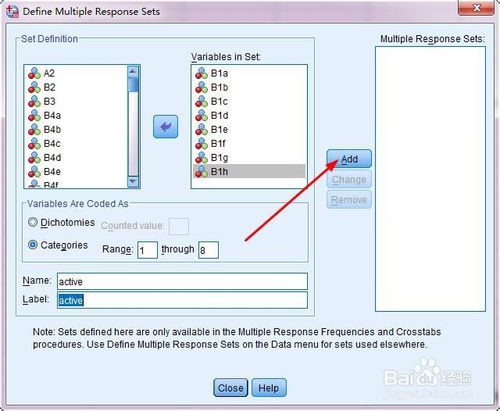 Define Multiple Response Sets
Set Definition
A2
B2
B3
B4a
B4b
B4c
B4d
B4e
B4f
Variables in Set:
B1a
B1b
B1c
B1d
B1e
B1f
B1g
B1h
Multiple Response Sets:
Add
Change
Remove
Variables Are Coded As
Dichotomies Counted value:
Categories Range: 1 through 8
Name: active
Label: active
Note: Sets defined here are only available in the Multiple Response Frequencies and Crosstabs
procedures. Use Define Multiple Response Sets on the Data menu for sets used elsewhere.
Close Help
Baidu 经验